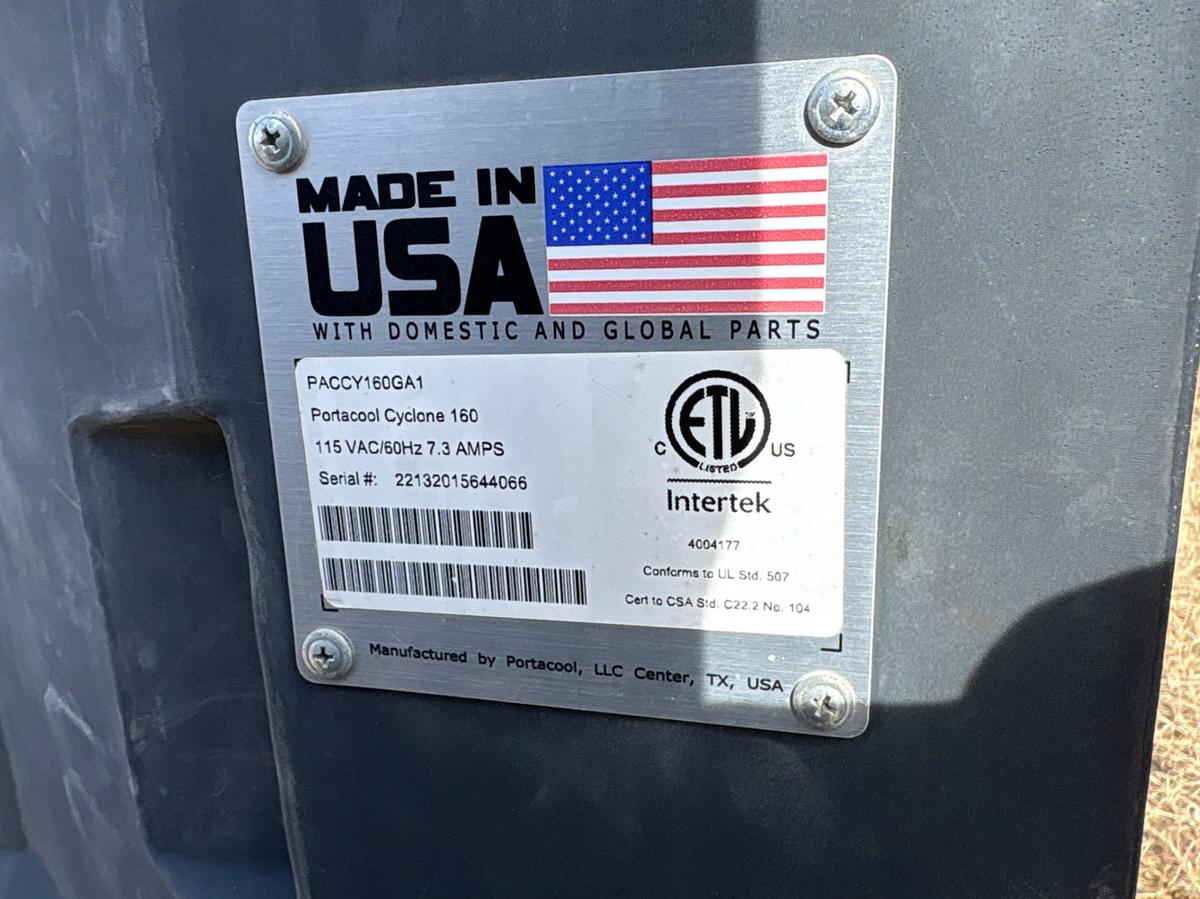 MADE IN
USA
WITH DOMESTIC AND GLOBAL PARTS
PACCY160GA1
Portacool Cyclone 160
115 VAC/60Hz 7.3 AMPS
Serial #: 22132015644066
ETL
LISTED
C US
Intertek
4004177
Conforms to UL Std. 507
Cert to CSA Std. C22.2 No. 104
Manufactured by Portacool, LLC Center, TX, USA